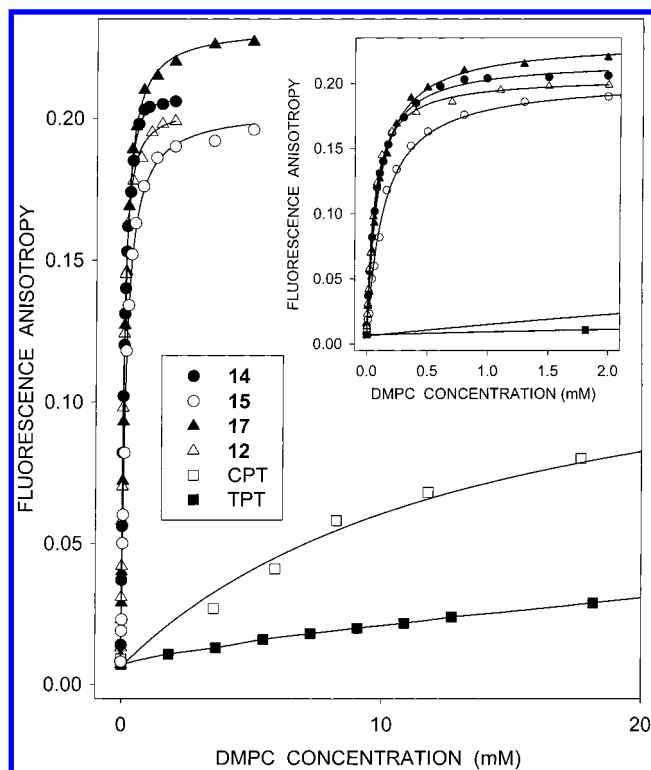 FLUORESCENCE ANISOTROPY
0.20
0.15
0.10
0.05
0.00
0
10
20
DMPC CONCENTRATION (mM)
14
15
17
12
CPT
TPT
FLUORESCENCE ANISOTROPY
0.20
0.15
0.10
0.05
0.00
0.0 0.5 1.0 1.5 2.0
DMPC CONCENTRATION (mM)